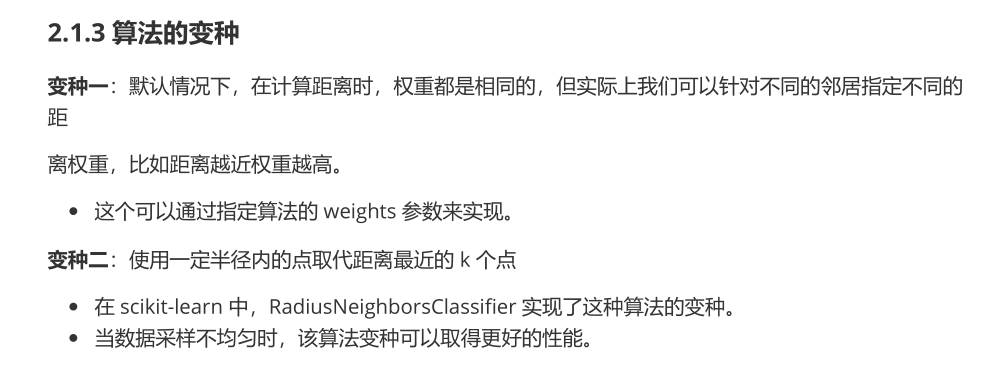 2.1.3 算法的变种
变种一：默认情况下，在计算距离时，权重都是相同的，但实际上我们可以针对不同的邻居指定不同的
距
离权重，比如距离越近权重越高。
这个可以通过指定算法的 weights 参数来实现。
变种二：使用一定半径内的点取代距离最近的 k 个点
在 scikit-learn 中，RadiusNeighborsClassifier 实现了这种算法的变种。
当数据采样不均匀时，该算法变种可以取得更好的性能。